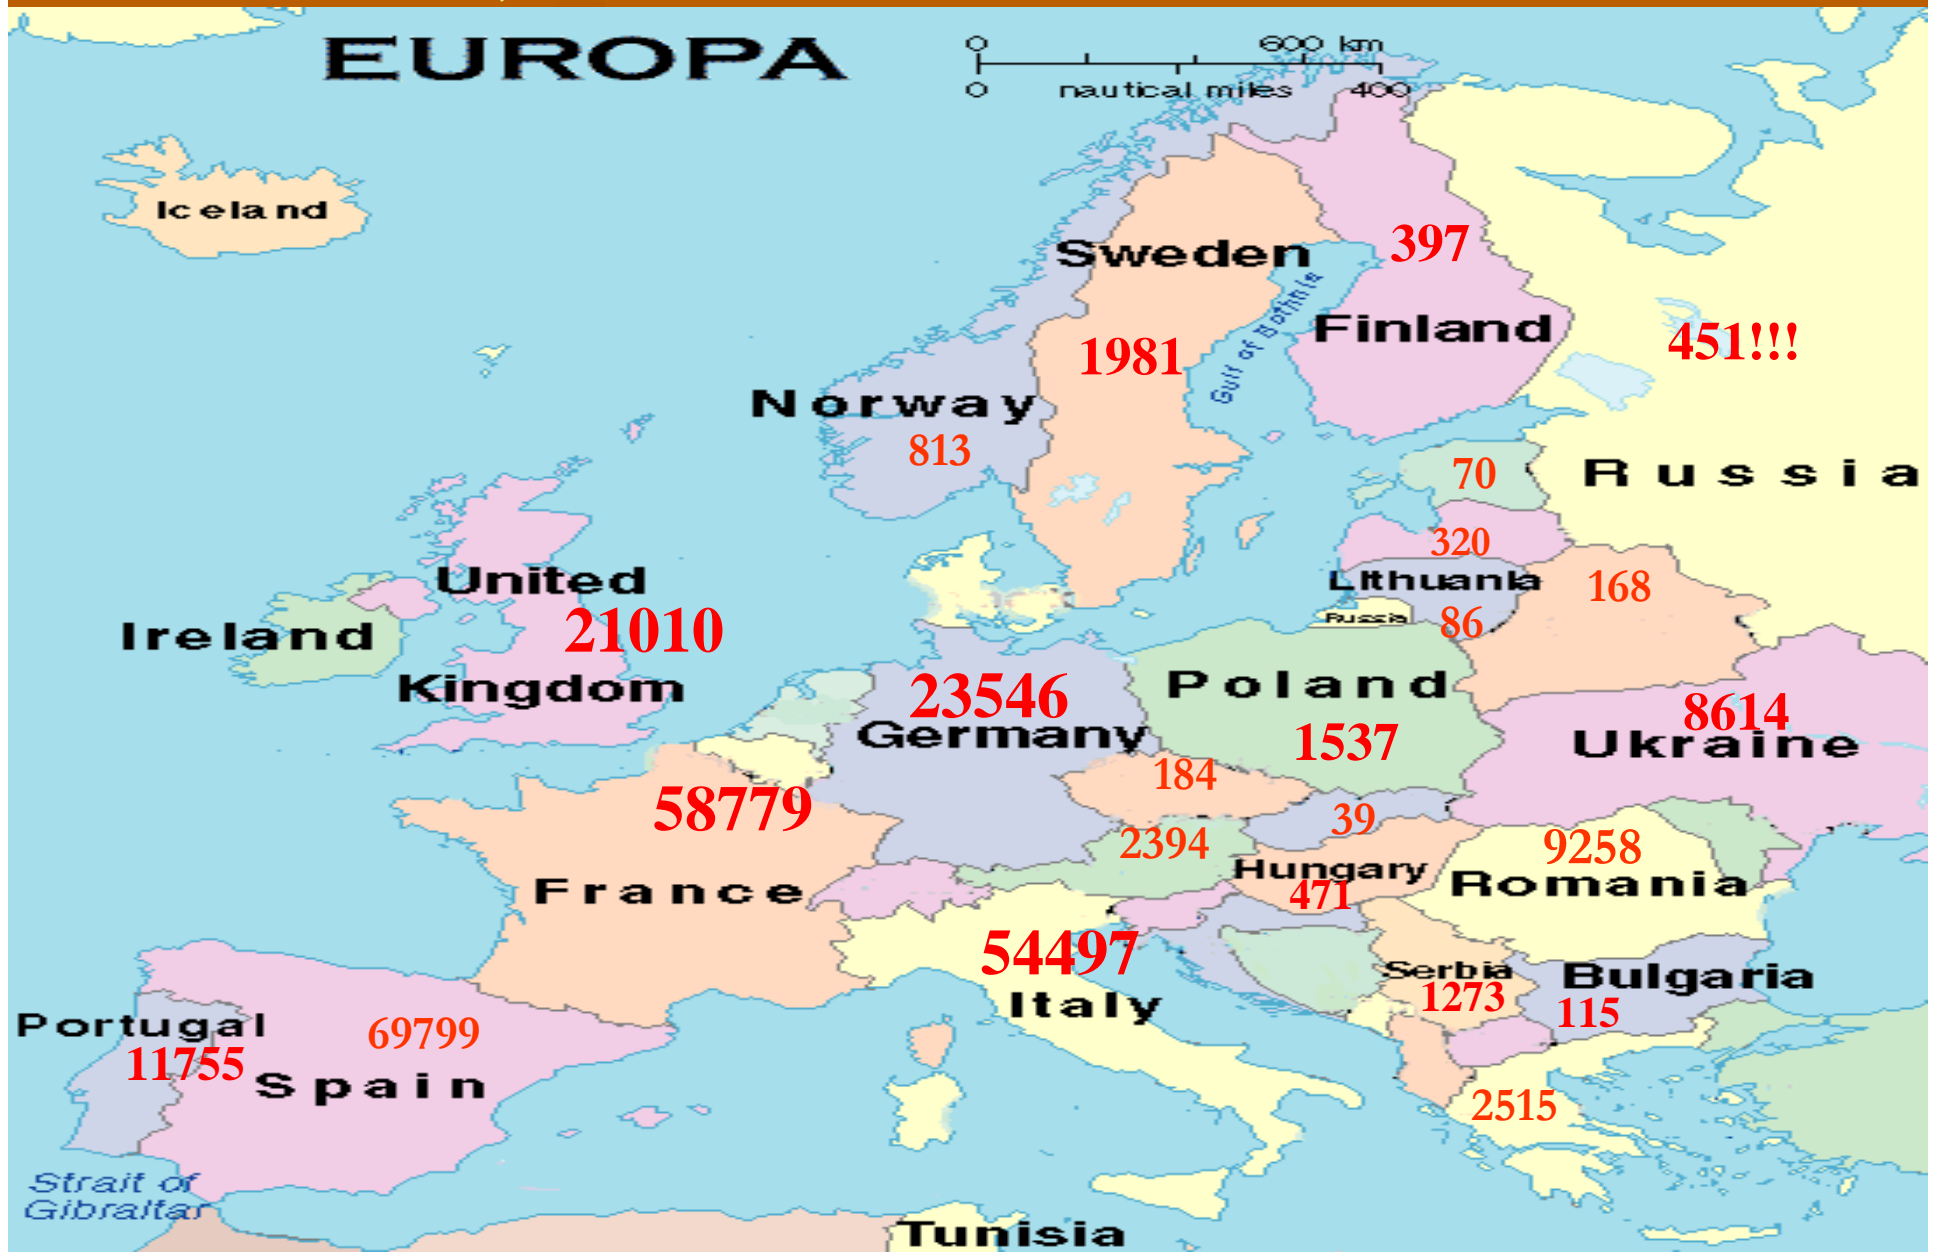 EUROPA
0 600 km
0 nautical miles 400
Iceland
Sweden
397
Gulf of Bothnia
Finland
451!!!
1981
Norway
813
Russia
70
320
United
Lithuania
168
Ireland
21010
Russia
86
Kingdom
23546
Poland
8614
Germany
1537
Ukraine
184
58779
39
2394
9258
Hungary
France
471
Romania
54497
Serbia
Bulgaria
Italy
1273
115
Portugal
69799
11755
Spain
2515
Strait of
Gibraltar
Tunisia